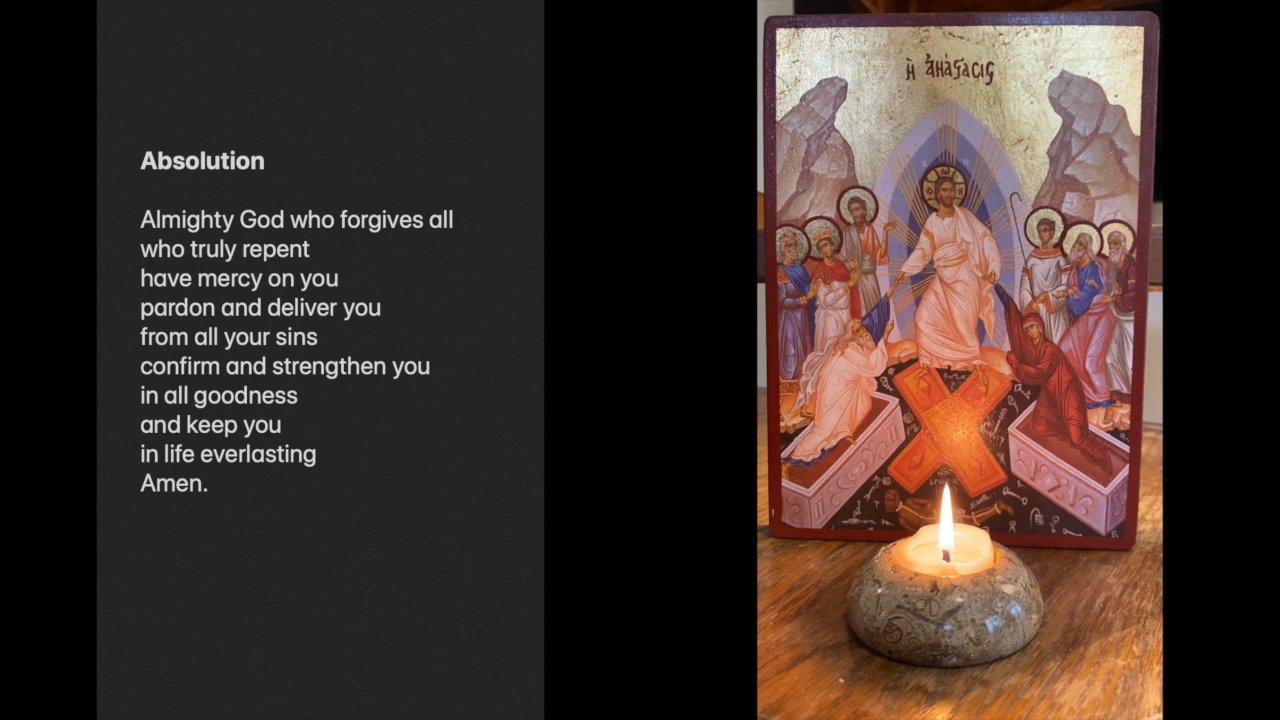 Absolution
Almighty God who forgives all
who truly repent
have mercy on you
pardon and deliver you
from all your sins
confirm and strengthen you
in all goodness
and keep you
in life everlasting
Amen.
ἡ ἀνάϛαϲιϛ